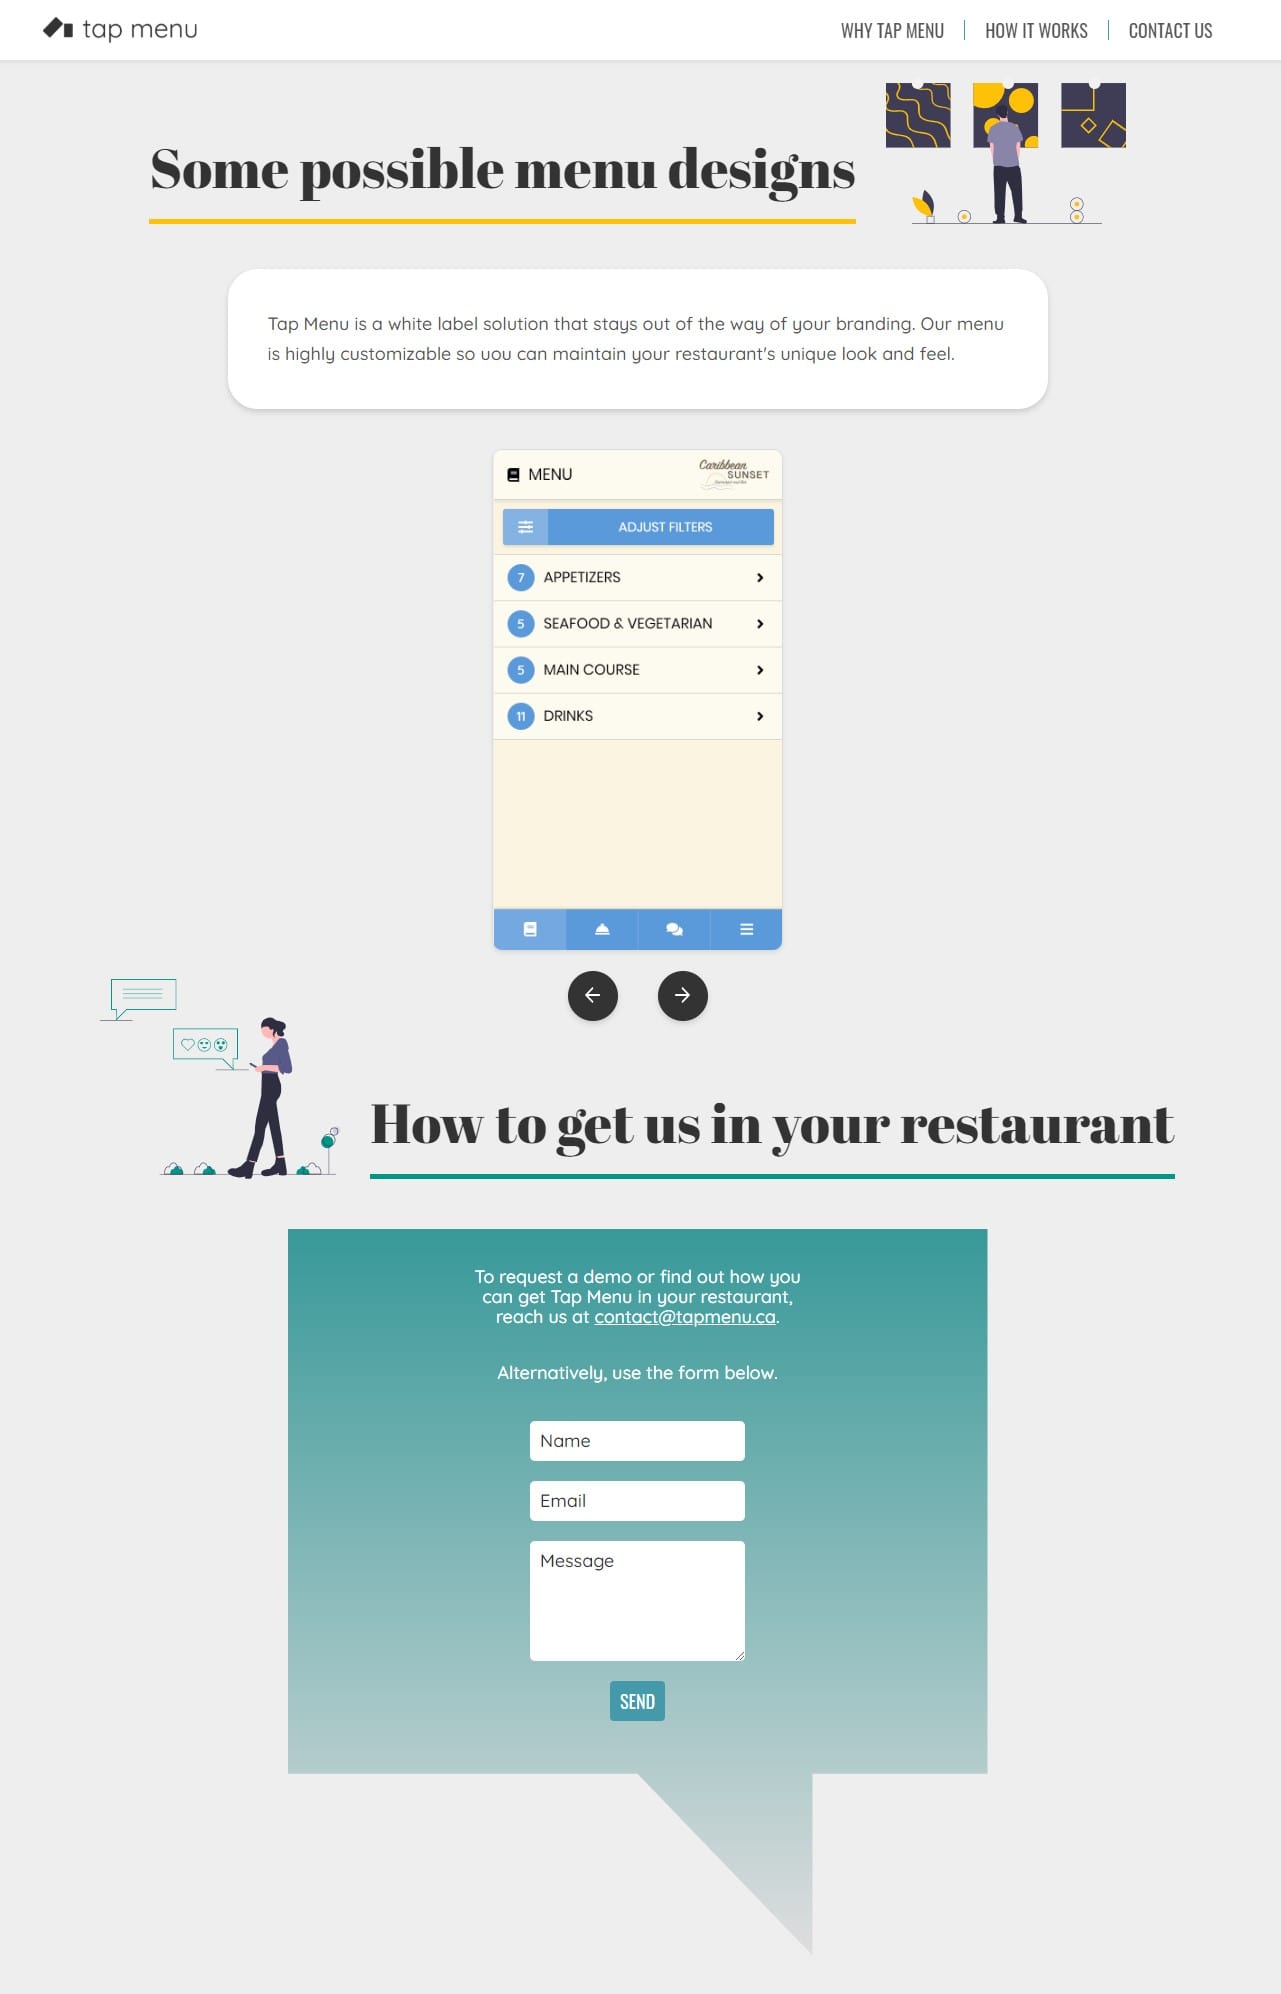 tap menu
WHY TAP MENU
HOW IT WORKS
CONTACT US
Some possible menu designs
Tap Menu is a white label solution that stays out of the way of your branding. Our menu
is highly customizable so uou can maintain your restaurant's unique look and feel.
MENU
Caribbean
SUNSET
ADJUST FILTERS
7 APPETIZERS
5 SEAFOOD & VEGETARIAN
5 MAIN COURSE
11 DRINKS
How to get us in your restaurant
To request a demo or find out how you
can get Tap Menu in your restaurant,
reach us at contact@tapmenu.ca.
Alternatively, use the form below.
Name
Email
Message
SEND